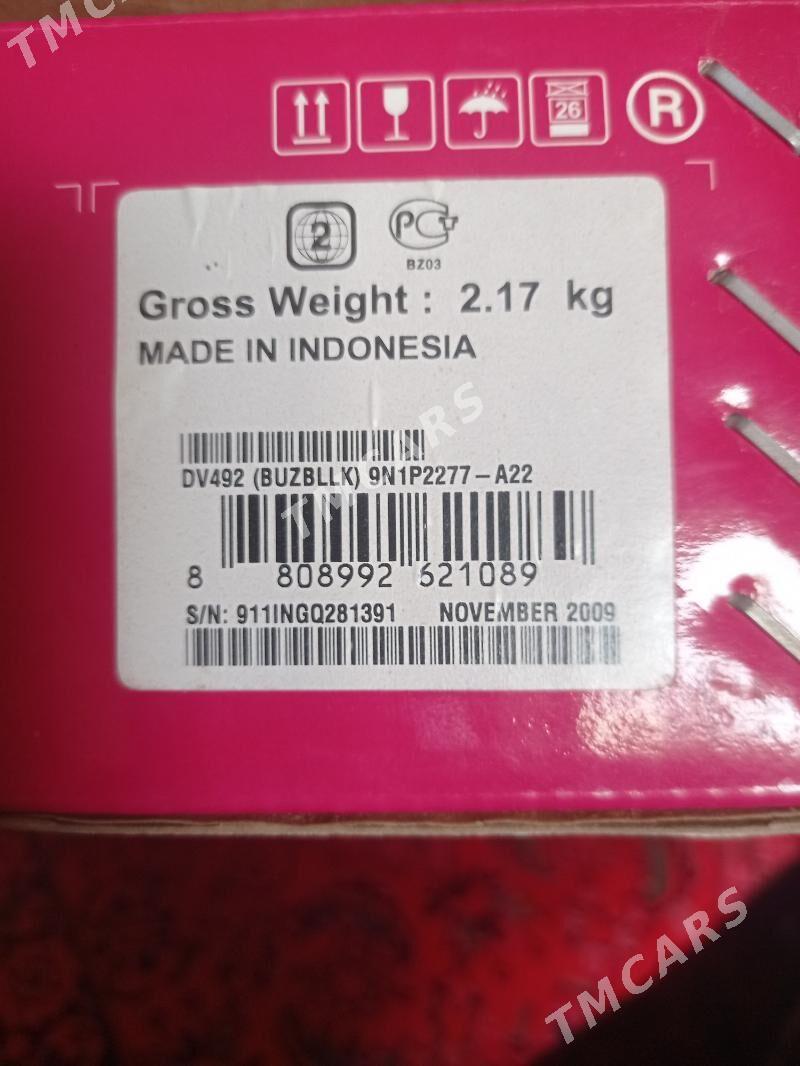 TMCARS
26
R
2
PCT
BZ03
Gross Weight : 2.17 kg
MADE IN INDONESIA
TMCARS
DV492 (BUZBLLK) 9N1P2277-A22
8 808992 621089
S/N: 911INGQ281391 NOVEMBER 2009
TMCARS